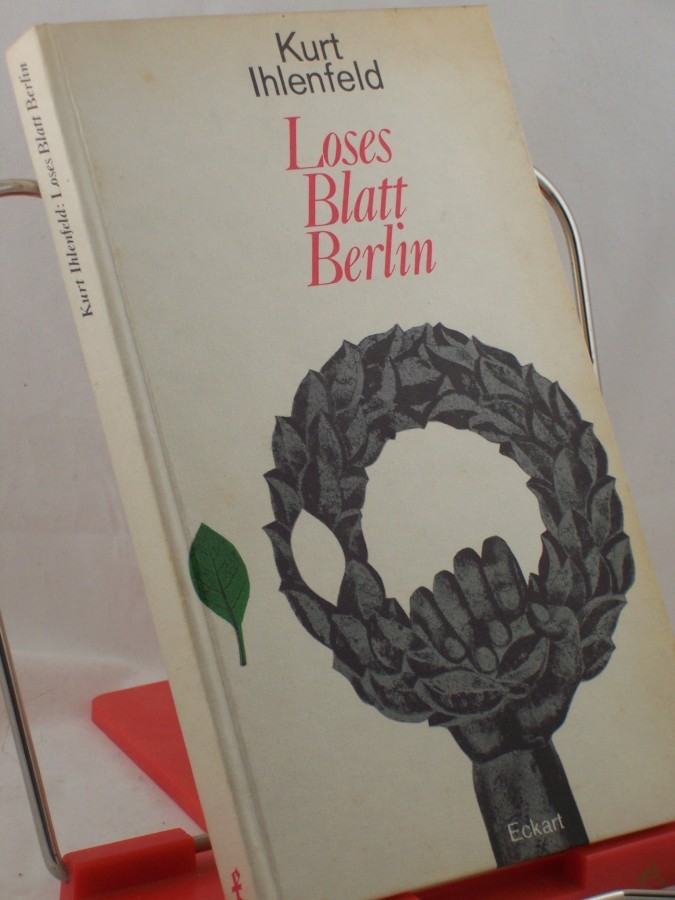 Kurt
Ihlenfeld
Loses
Blatt
Berlin
Eckart
Kurt Ihlenfeld: Loses Blatt Berlin